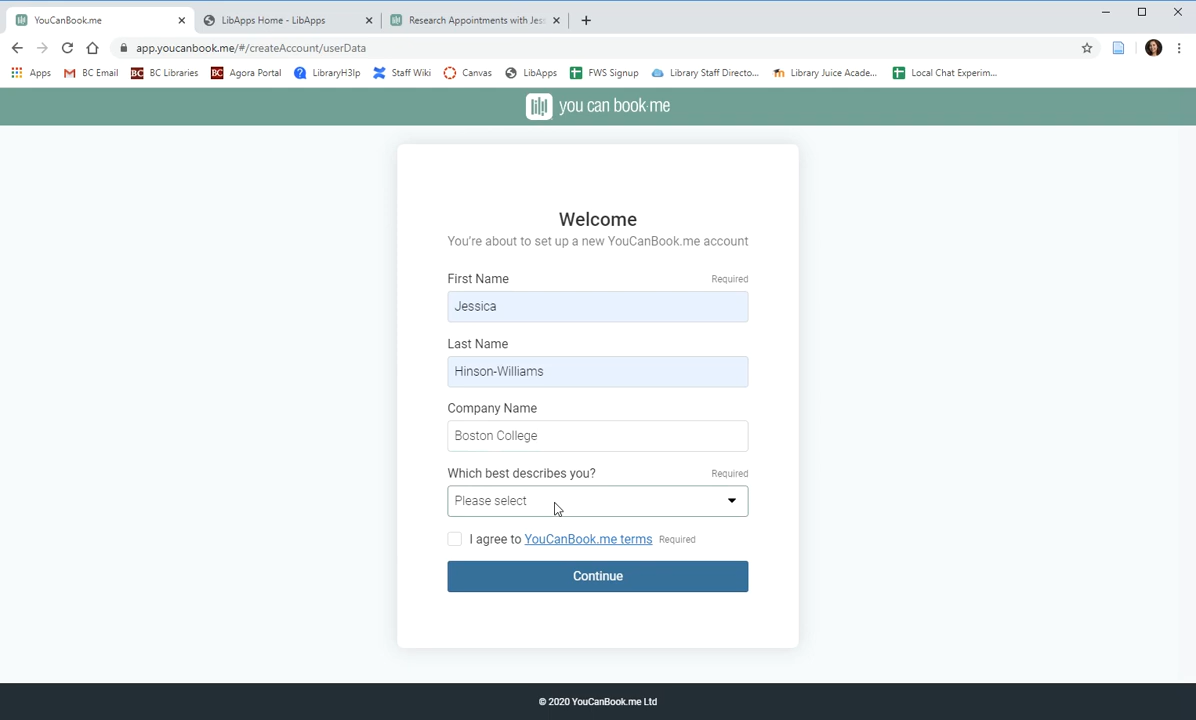 YouCanBook.me
LibApps Home - LibApps
Research Appointments with Jess
app.youcanbook.me/#/createAccount/userData
Apps
BC Email
BC Libraries
Agora Portal
LibraryH3lp
Staff Wiki
Canvas
LibApps
FWS Signup
Library Staff Directo...
Library Juice Acade...
Local Chat Experim...
you can book·me
Welcome
You're about to set up a new YouCanBook.me account
First Name Required
Jessica
Last Name
Hinson-Williams
Company Name
Boston College
Which best describes you? Required
Please select
I agree to YouCanBook.me terms Required
Continue
© 2020 YouCanBook.me Ltd